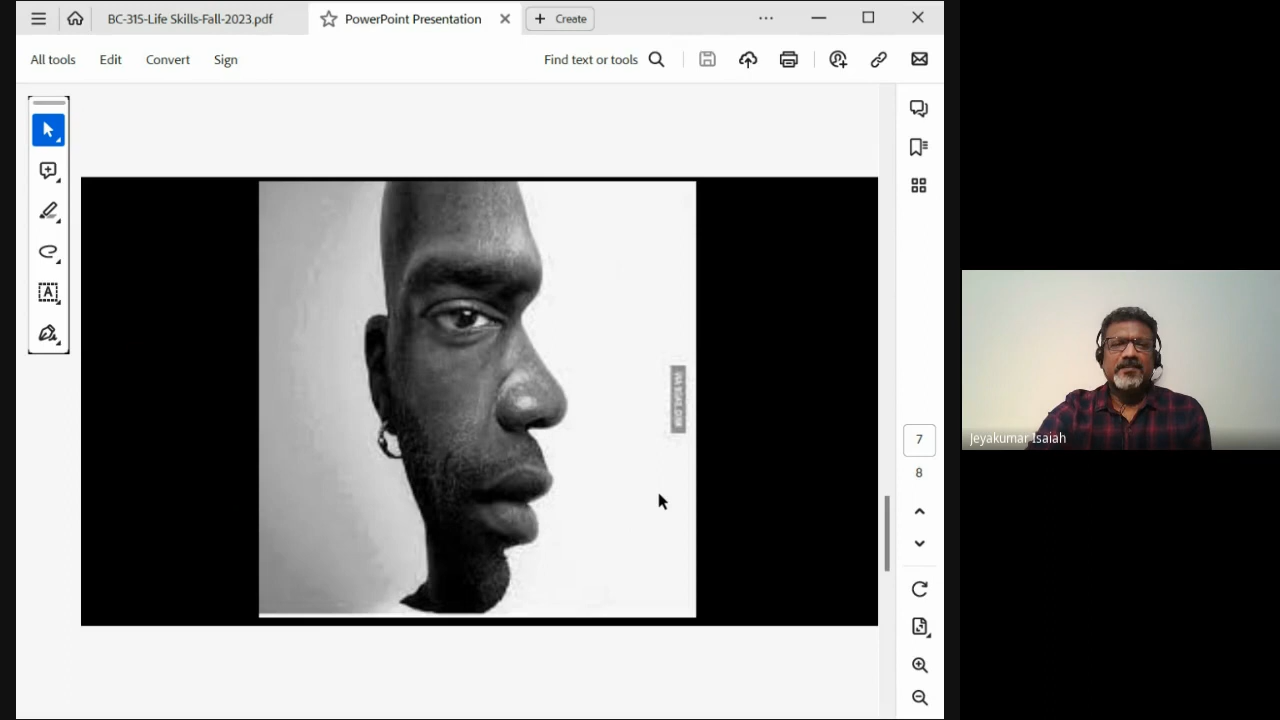 BC-315-Life Skills-Fall-2023.pdf
PowerPoint Presentation
Create
All tools
Edit
Convert
Sign
Find text or tools
7
8
Jeyakumar Isaiah